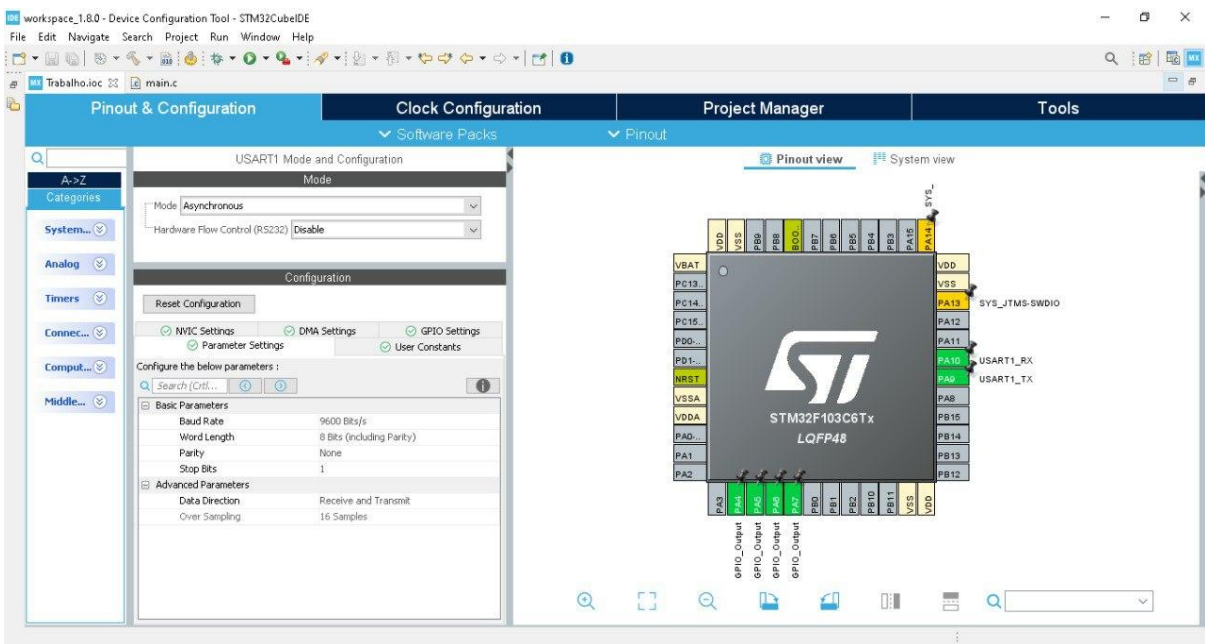 IDE workspace_1.8.0 - Device Configuration Tool - STM32CubeIDE
File Edit Navigate Search Project Run Window Help
MX Trabalho.ioc main.c
Pinout & Configuration Clock Configuration Project Manager Tools
Software Packs Pinout
A->Z
Categories
System...
Analog
Timers
Connec...
Comput...
Middle...
USART1 Mode and Configuration
Mode
Mode Asynchronous
Hardware Flow Control (RS232) Disable
Configuration
Reset Configuration
NVIC Settings DMA Settings GPIO Settings
Parameter Settings User Constants
Configure the below parameters :
Search (Crtl...
Basic Parameters
Baud Rate 9600 Bits/s
Word Length 8 Bits (including Parity)
Parity None
Stop Bits 1
Advanced Parameters
Data Direction Receive and Transmit
Over Sampling 16 Samples
Pinout view System view
SYS_
VDD VSS PB9 PB8 BOO.. PB7 PB6 PB5 PB4 PB3 PA15 PA14
VBAT VDD
PC13.. VSS
PC14.. PA13 SYS_JTMS-SWDIO
PC15.. PA12
PD0-.. PA11
PD1-.. PA10 USART1_RX
NRST PA9 USART1_TX
VSSA PA8
VDDA STM32F103C6Tx PB15
PA0-.. LQFP48 PB14
PA1 PB13
PA2 PB12
PA3 PA4 PA5 PA6 PA7 PB0 PB1 PB2 PB10 PB11 VSS VDD
GPIO_Output GPIO_Output GPIO_Output GPIO_Output